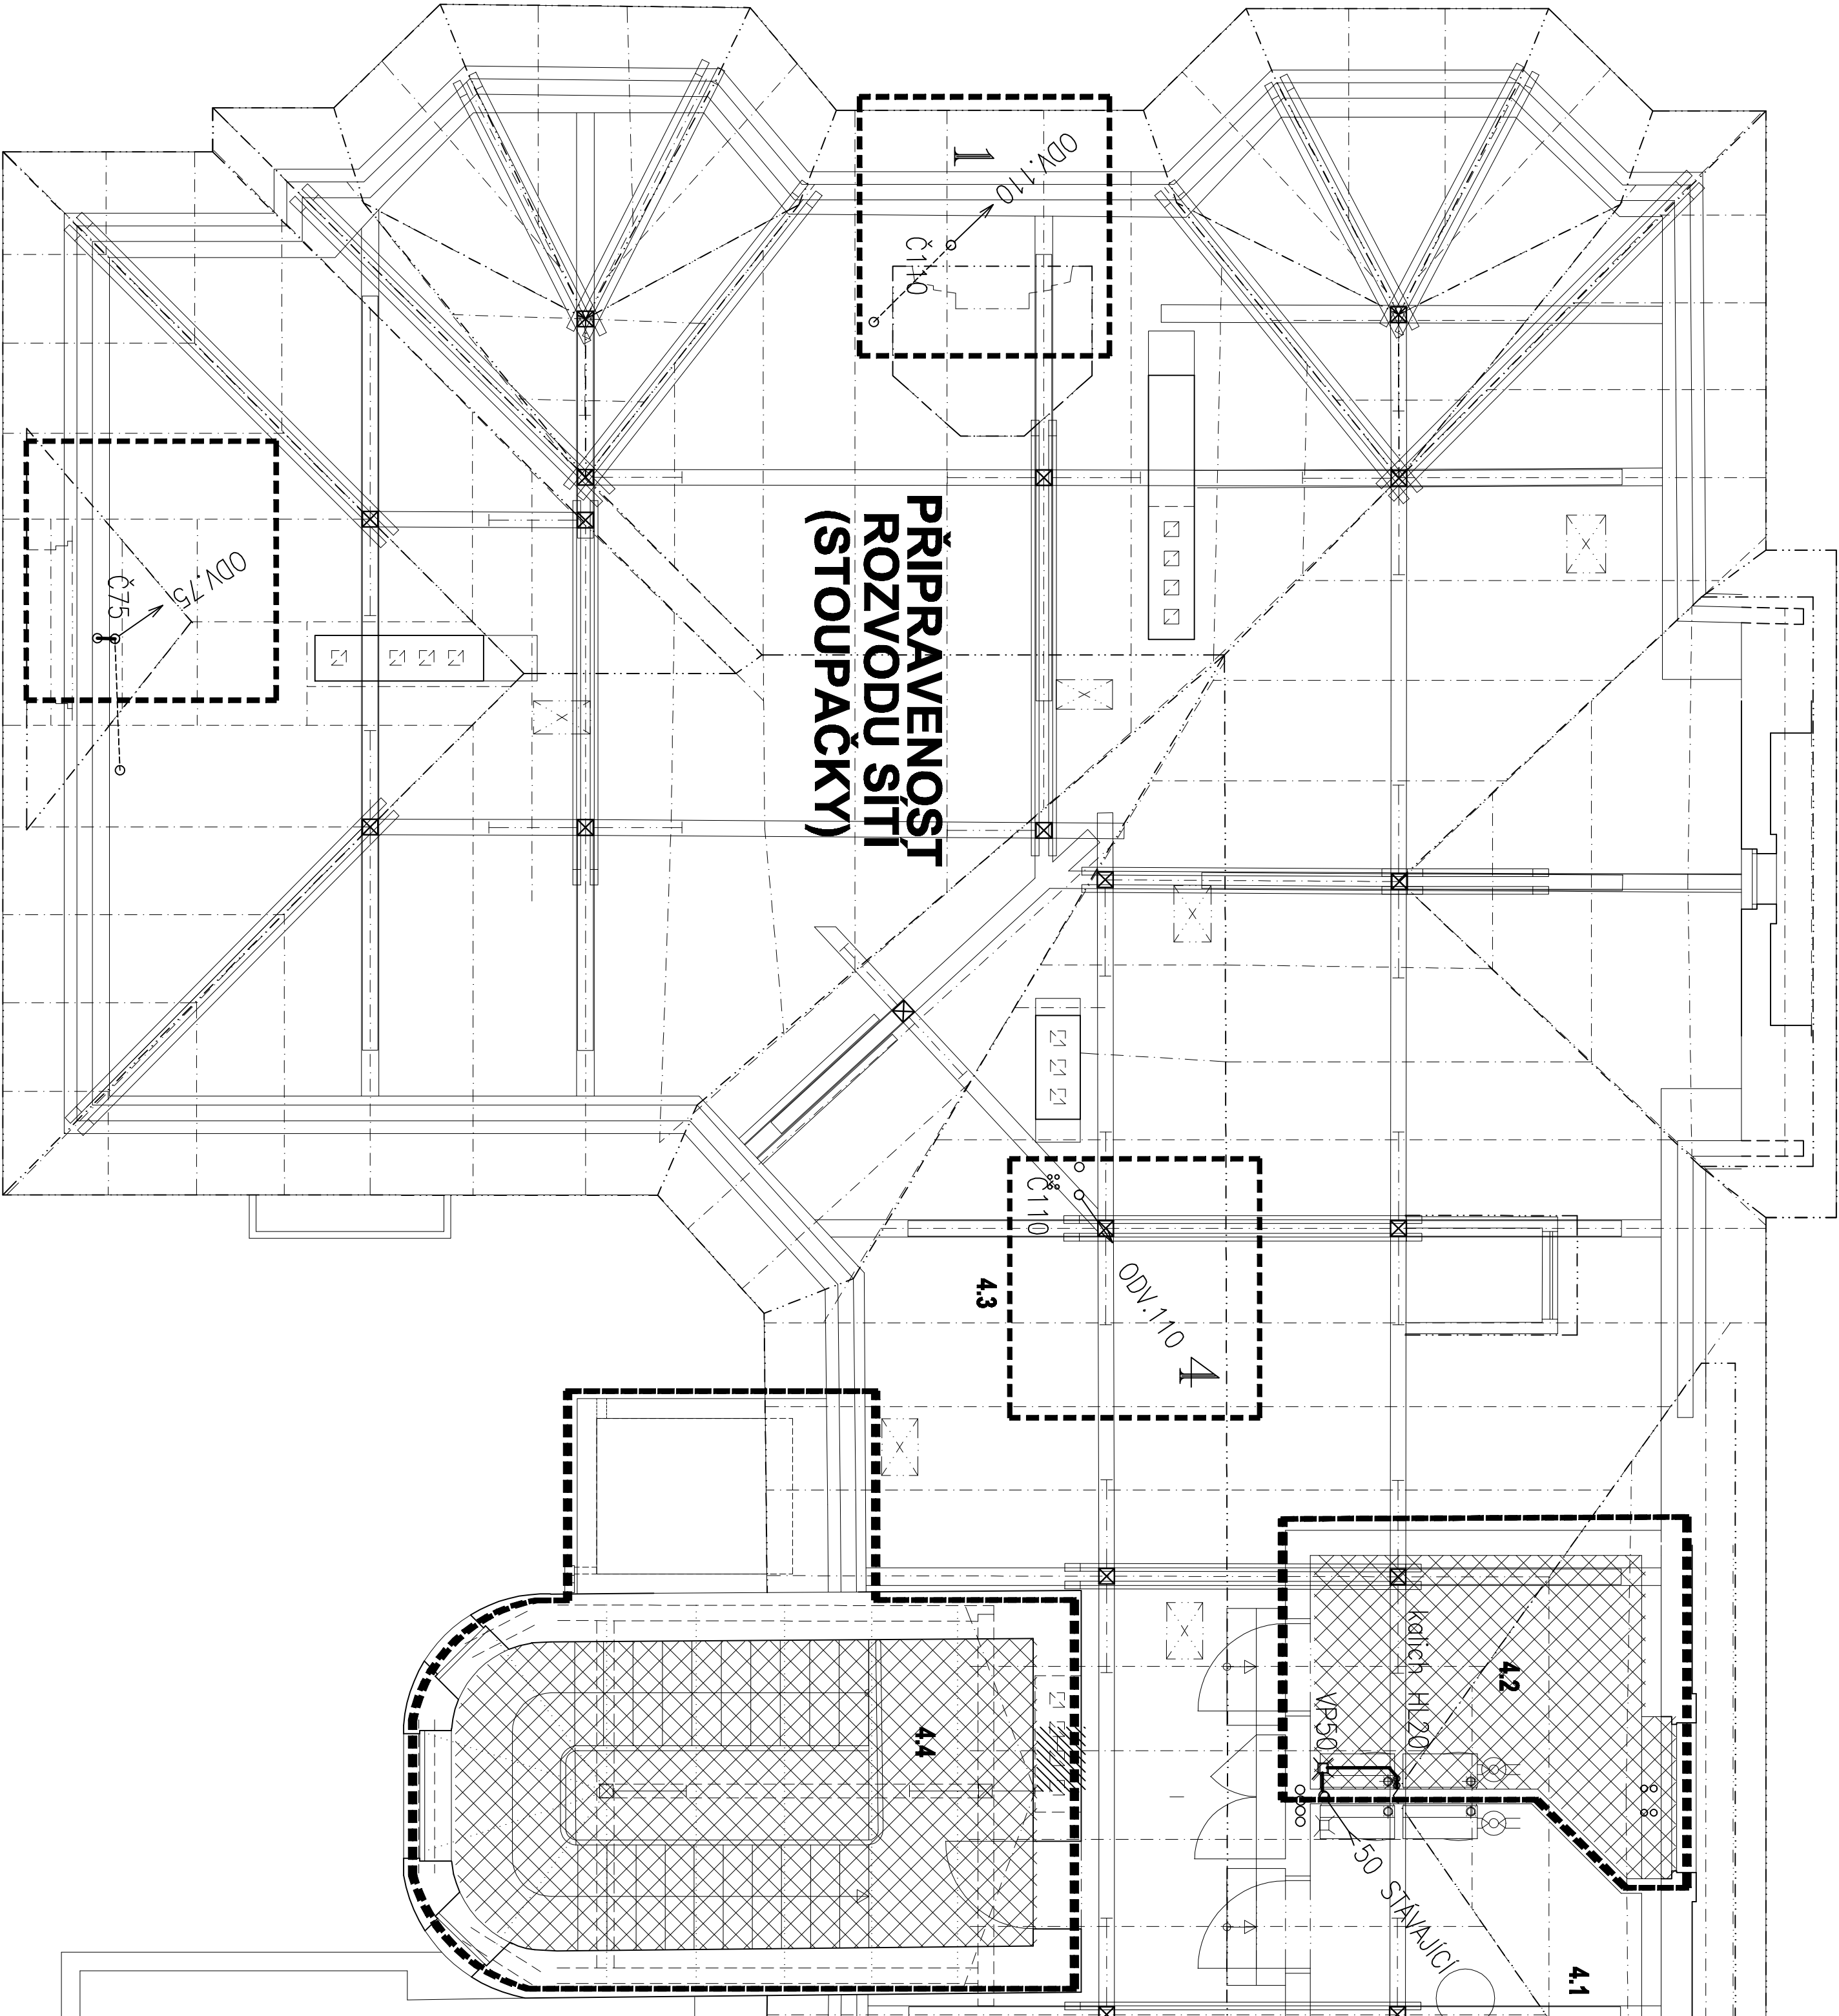 1
ODV.110
Č110
PŘIPRAVENOST
ROZVODU SÍTÍ
(STOUPAČKY)
ODV.75
Č75
Č110
4.3
ODV.110
4
4.2
kalich HL20
VP50
4.4
50 STÁVAJÍCÍ
4.1